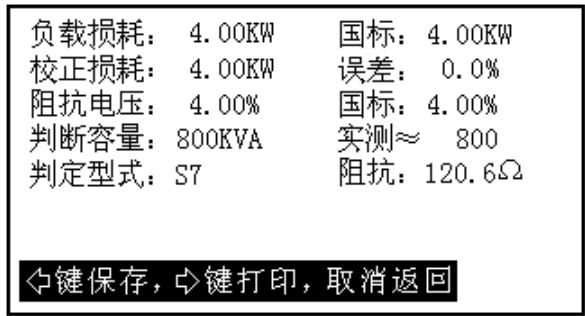 负载损耗： 4.00KW 国标：4.00KW
校正损耗： 4.00KW 误差： 0.0%
阻抗电压： 4.00% 国标：4.00%
判断容量：800KVA 实测≈ 800
判定型式：S7 阻抗：120.6Ω
⇦键保存，⇨键打印，取消返回